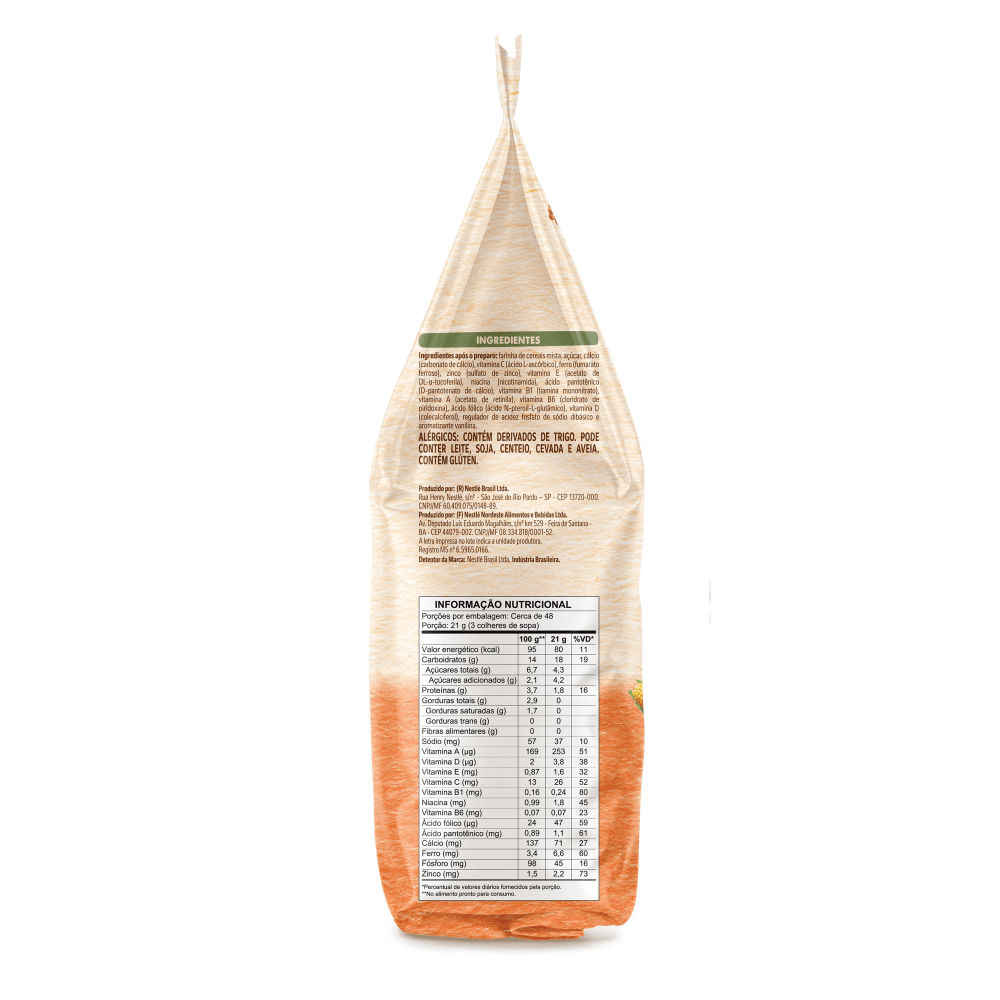 INGREDIENTES
Ingredientes após o preparo: farinha de cereais mista, açúcar, cálcio
(carbonato de cálcio), vitamina C (ácido L-ascórbico), ferro (fumarato
ferroso), zinco (sulfato de zinco), vitamina E (acetato de
DL-α-tocoferila), niacina (nicotinamida), ácido pantotênico
(D-pantotenato de cálcio), vitamina B1 (tiamina mononitrato),
vitamina A (acetato de retinila), vitamina B6 (cloridrato de
piridoxina), ácido fólico (ácido N-pteroil-L-glutâmico), vitamina D
(colecalciferol), regulador de acidez fosfato de sódio dibásico e
aromatizante vanilina.
ALÉRGICOS: CONTÉM DERIVADOS DE TRIGO. PODE
CONTER LEITE, SOJA, CENTEIO, CEVADA E AVEIA.
CONTÉM GLÚTEN.
Produzido por: (R) Nestlé Brasil Ltda.
Rua Henry Nestlé, s/nº - São José do Rio Pardo – SP - CEP 13720-000.
CNPJ/MF 60.409.075/0148-89.
Produzido por: (F) Nestlé Nordeste Alimentos e Bebidas Ltda.
Av. Deputado Luís Eduardo Magalhães, s/nº km 529 - Feira de Santana -
BA - CEP 44079-002. CNPJ/MF 08.334.818/0001-52.
A letra impressa no lote indica a unidade produtora.
Registro MS nº 6.5965.0166.
Detentor da Marca: Nestlé Brasil Ltda. Indústria Brasileira.
INFORMAÇÃO NUTRICIONAL
Porções por embalagem: Cerca de 48
Porção: 21 g (3 colheres de sopa)
100 g** 21 g %VD*
Valor energético (kcal) 95 80 11
Carboidratos (g) 14 18 19
Açúcares totais (g) 6,7 4,3
Açúcares adicionados (g) 2,1 4,2
Proteínas (g) 3,7 1,8 16
Gorduras totais (g) 2,9 0
Gorduras saturadas (g) 1,7 0
Gorduras trans (g) 0 0
Fibras alimentares (g) 0 0
Sódio (mg) 57 37 10
Vitamina A (µg) 169 253 51
Vitamina D (µg) 2 3,8 38
Vitamina E (mg) 0,87 1,6 32
Vitamina C (mg) 13 26 52
Vitamina B1 (mg) 0,16 0,24 80
Niacina (mg) 0,99 1,8 45
Vitamina B6 (mg) 0,07 0,07 23
Ácido fólico (µg) 24 47 59
Ácido pantotênico (mg) 0,89 1,1 61
Cálcio (mg) 137 71 27
Ferro (mg) 3,4 6,6 60
Fósforo (mg) 98 45 16
Zinco (mg) 1,5 2,2 73
*Percentual de valores diários fornecidos pela porção.
**No alimento pronto para consumo.